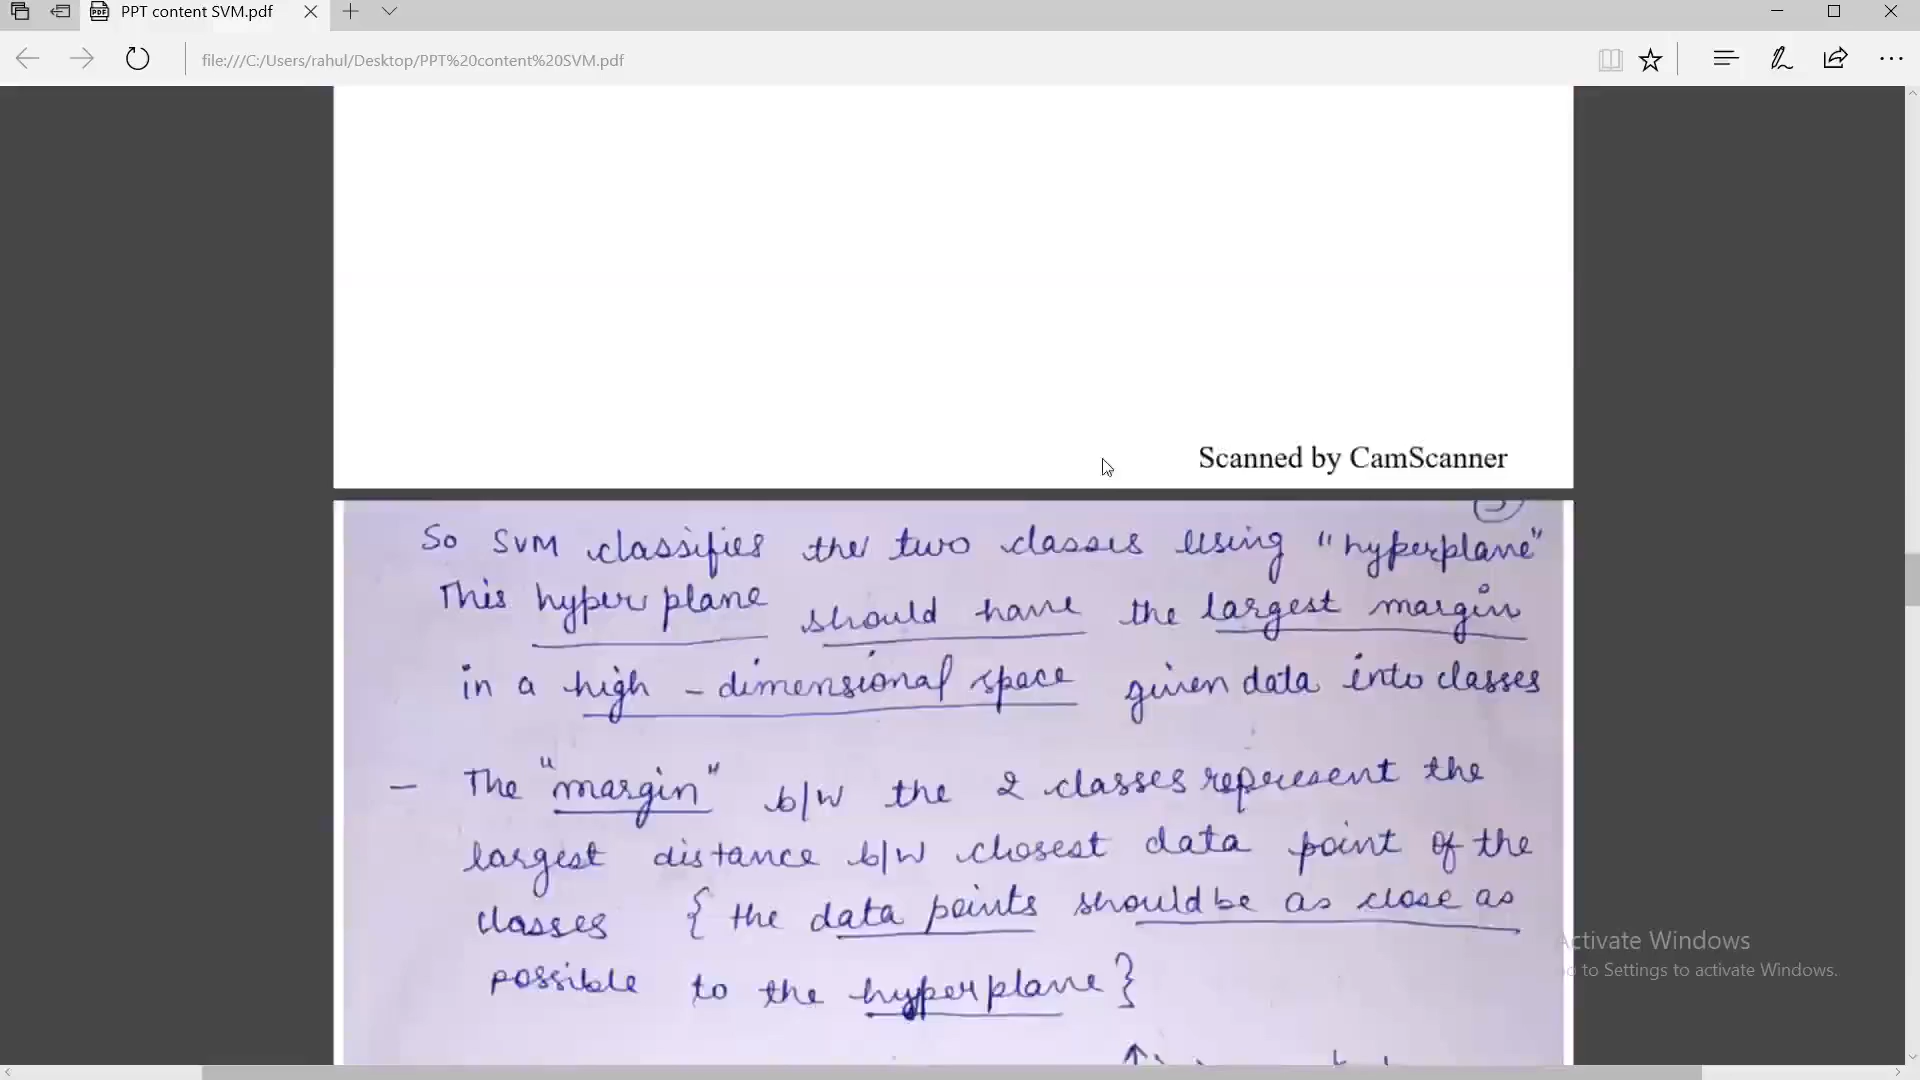 PPT content SVM.pdf
file:///C:/Users/rahul/Desktop/PPT%20content%20SVM.pdf
Scanned by CamScanner
So SVM classifies the two classes using "hyperplane"
This hyperplane should have the largest margin
in a high - dimensional space given data into classes
- The "margin" b/w the 2 classes represent the
largest distance b/w closest data point of the
classes { the data points should be as close as
possible to the hyperplane }
Activate Windows
Go to Settings to activate Windows.